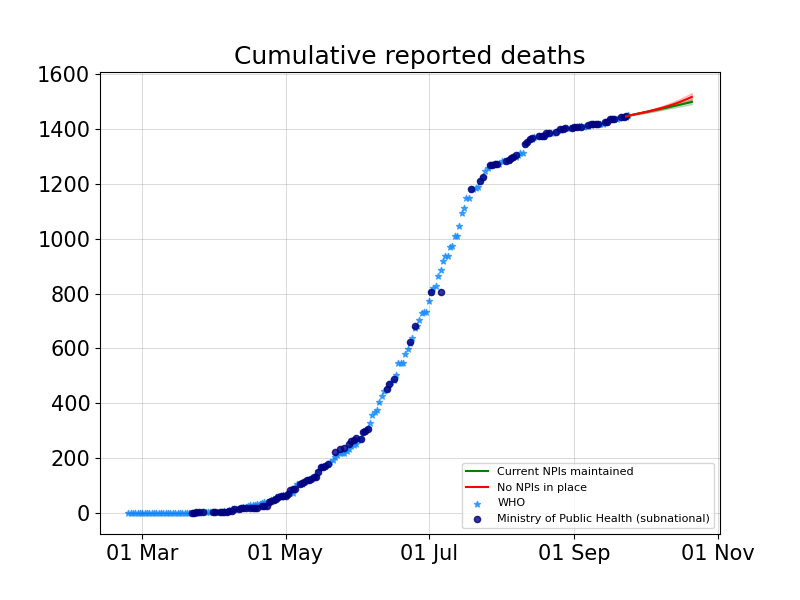 Cumulative reported deaths
1600
1400
1200
1000
800
600
400
200
0
01 Mar
01 May
01 Jul
01 Sep
01 Nov
Current NPIs maintained
No NPIs in place
WHO
Ministry of Public Health (subnational)